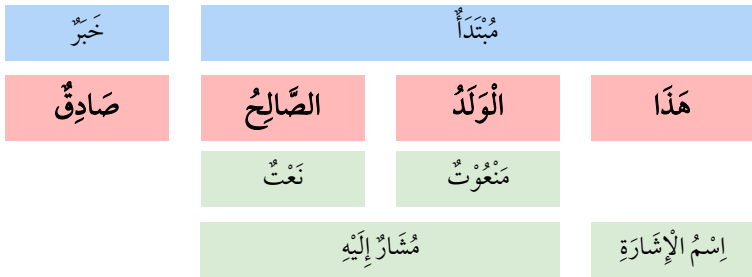 مُبْتَدَأٌ خَبَرٌ
هَذَا الْوَلَدُ الصَّالِحُ صَادِقٌ
مَنْعُوْتٌ نَعْتٌ
اِسْمُ الْإِشَارَةِ مُشَارٌ إِلَيْهِ